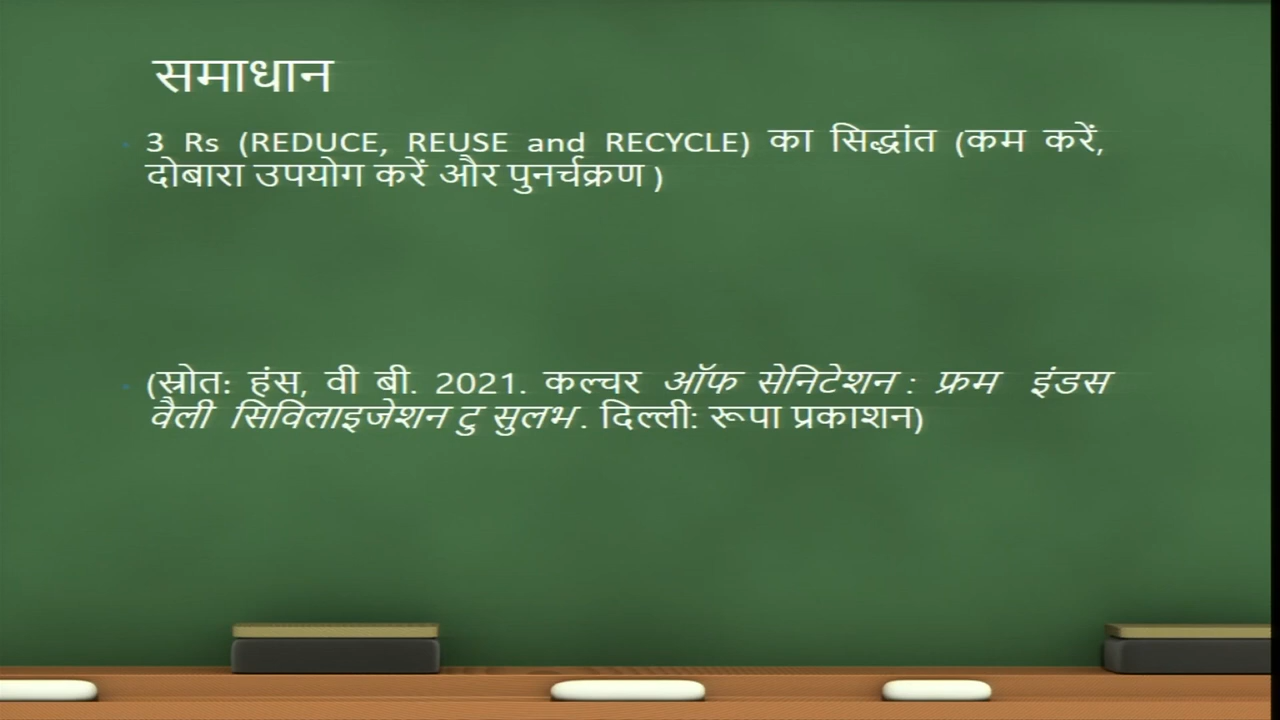 समाधान
3 Rs (REDUCE, REUSE and RECYCLE) का सिद्धांत (कम करें,
दोबारा उपयोग करें और पुनर्चक्रण )
(स्रोत: हंस, वी बी. 2021. कल्चर ऑफ सेनिटेशन : फ्रम इंडस
वैली सिविलाइजेशन टु सुलभ. दिल्ली: रूपा प्रकाशन)